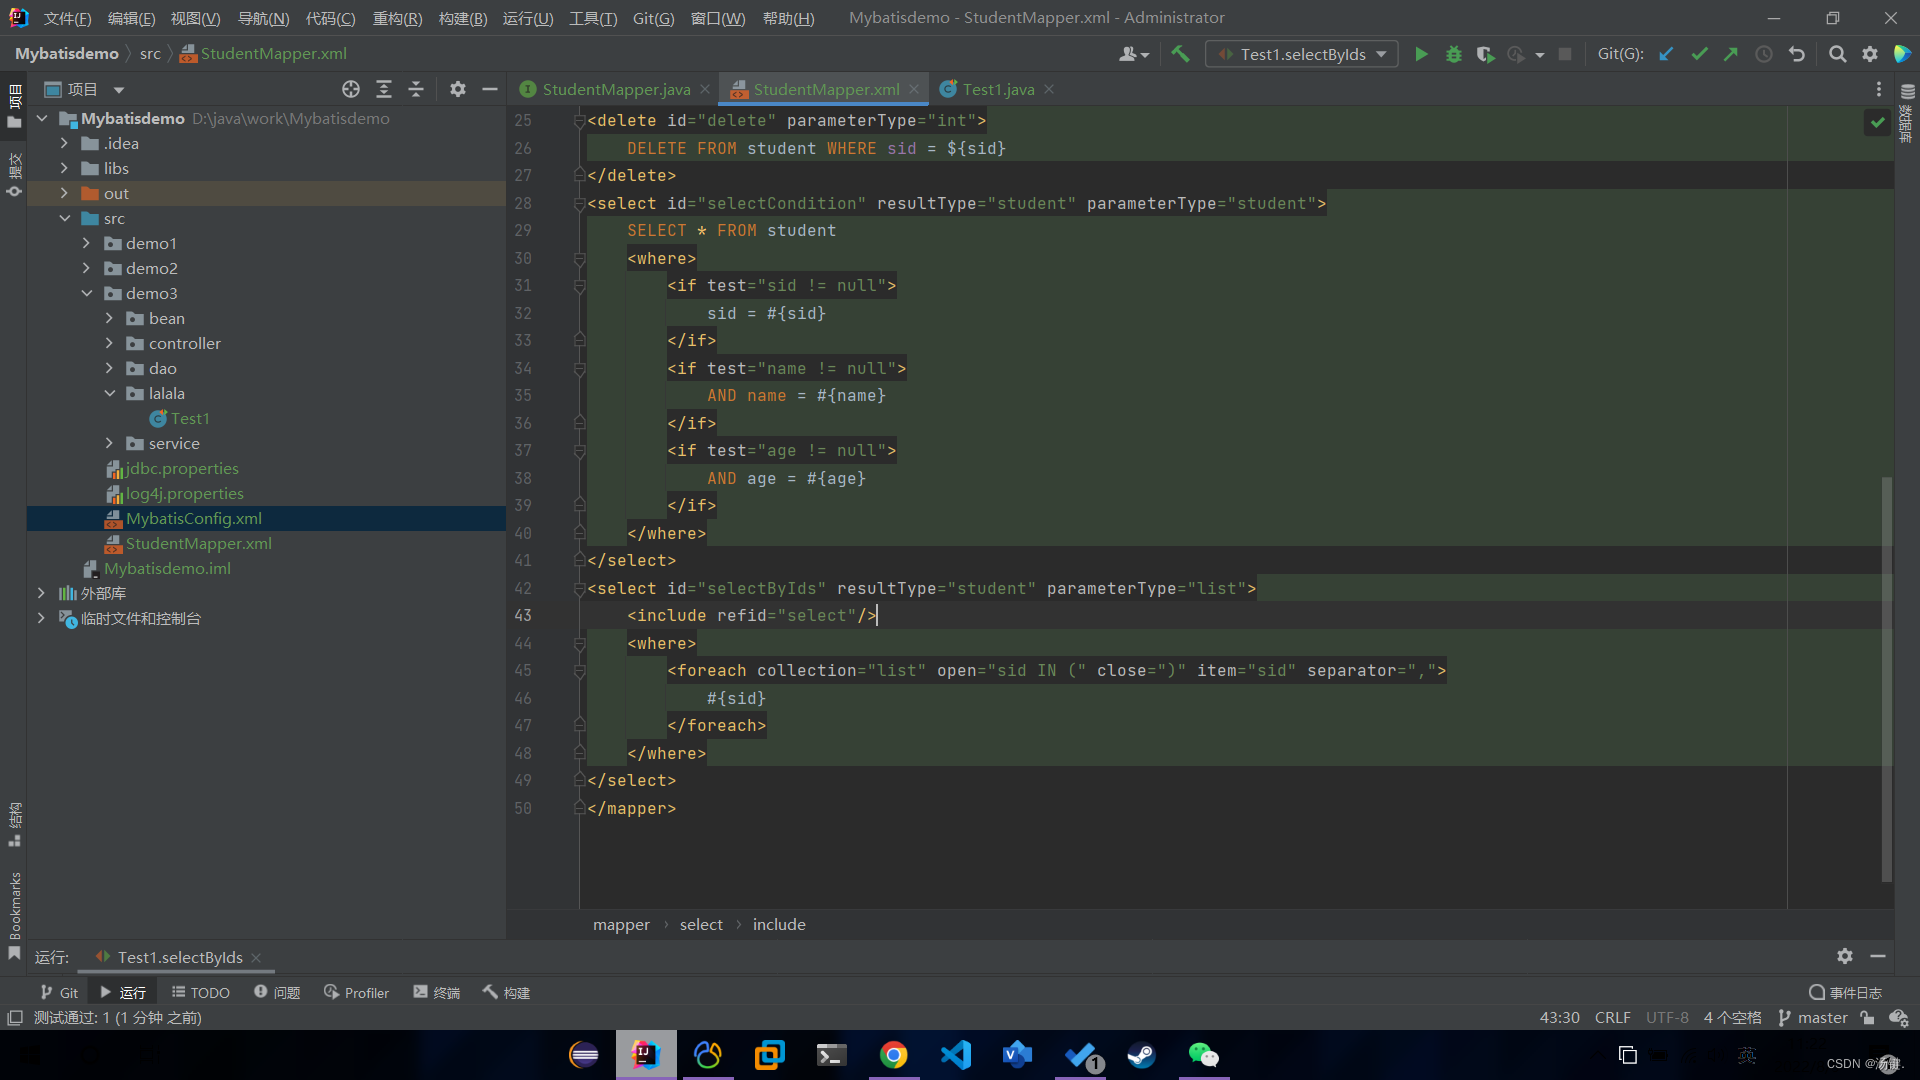 文件(F) 编辑(E) 视图(V) 导航(N) 代码(C) 重构(R) 构建(B) 运行(U) 工具(T) Git(G) 窗口(W) 帮助(H) Mybatisdemo - StudentMapper.xml - Administrator
Mybatisdemo src StudentMapper.xml Test1.selectByIds Git(G):
项目
提交
结构
Bookmarks
项目
Mybatisdemo D:\java\work\Mybatisdemo
.idea
libs
out
src
demo1
demo2
demo3
bean
controller
dao
lalala
Test1
service
jdbc.properties
log4j.properties
MybatisConfig.xml
StudentMapper.xml
Mybatisdemo.iml
外部库
临时文件和控制台
StudentMapper.java StudentMapper.xml Test1.java
数据库
25 <delete id="delete" parameterType="int">
26 DELETE FROM student WHERE sid = ${sid}
27 </delete>
28 <select id="selectCondition" resultType="student" parameterType="student">
29 SELECT * FROM student
30 <where>
31 <if test="sid != null">
32 sid = #{sid}
33 </if>
34 <if test="name != null">
35 AND name = #{name}
36 </if>
37 <if test="age != null">
38 AND age = #{age}
39 </if>
40 </where>
41 </select>
42 <select id="selectByIds" resultType="student" parameterType="list">
43 <include refid="select"/>
44 <where>
45 <foreach collection="list" open="sid IN (" close=")" item="sid" separator=",">
46 #{sid}
47 </foreach>
48 </where>
49 </select>
50 </mapper>
mapper select include
运行: Test1.selectByIds
Git 运行 TODO 问题 Profiler 终端 构建 事件日志
测试通过: 1 (1 分钟 之前) 43:30 CRLF UTF-8 4 个空格 master
1 英
CSDN @汤键.